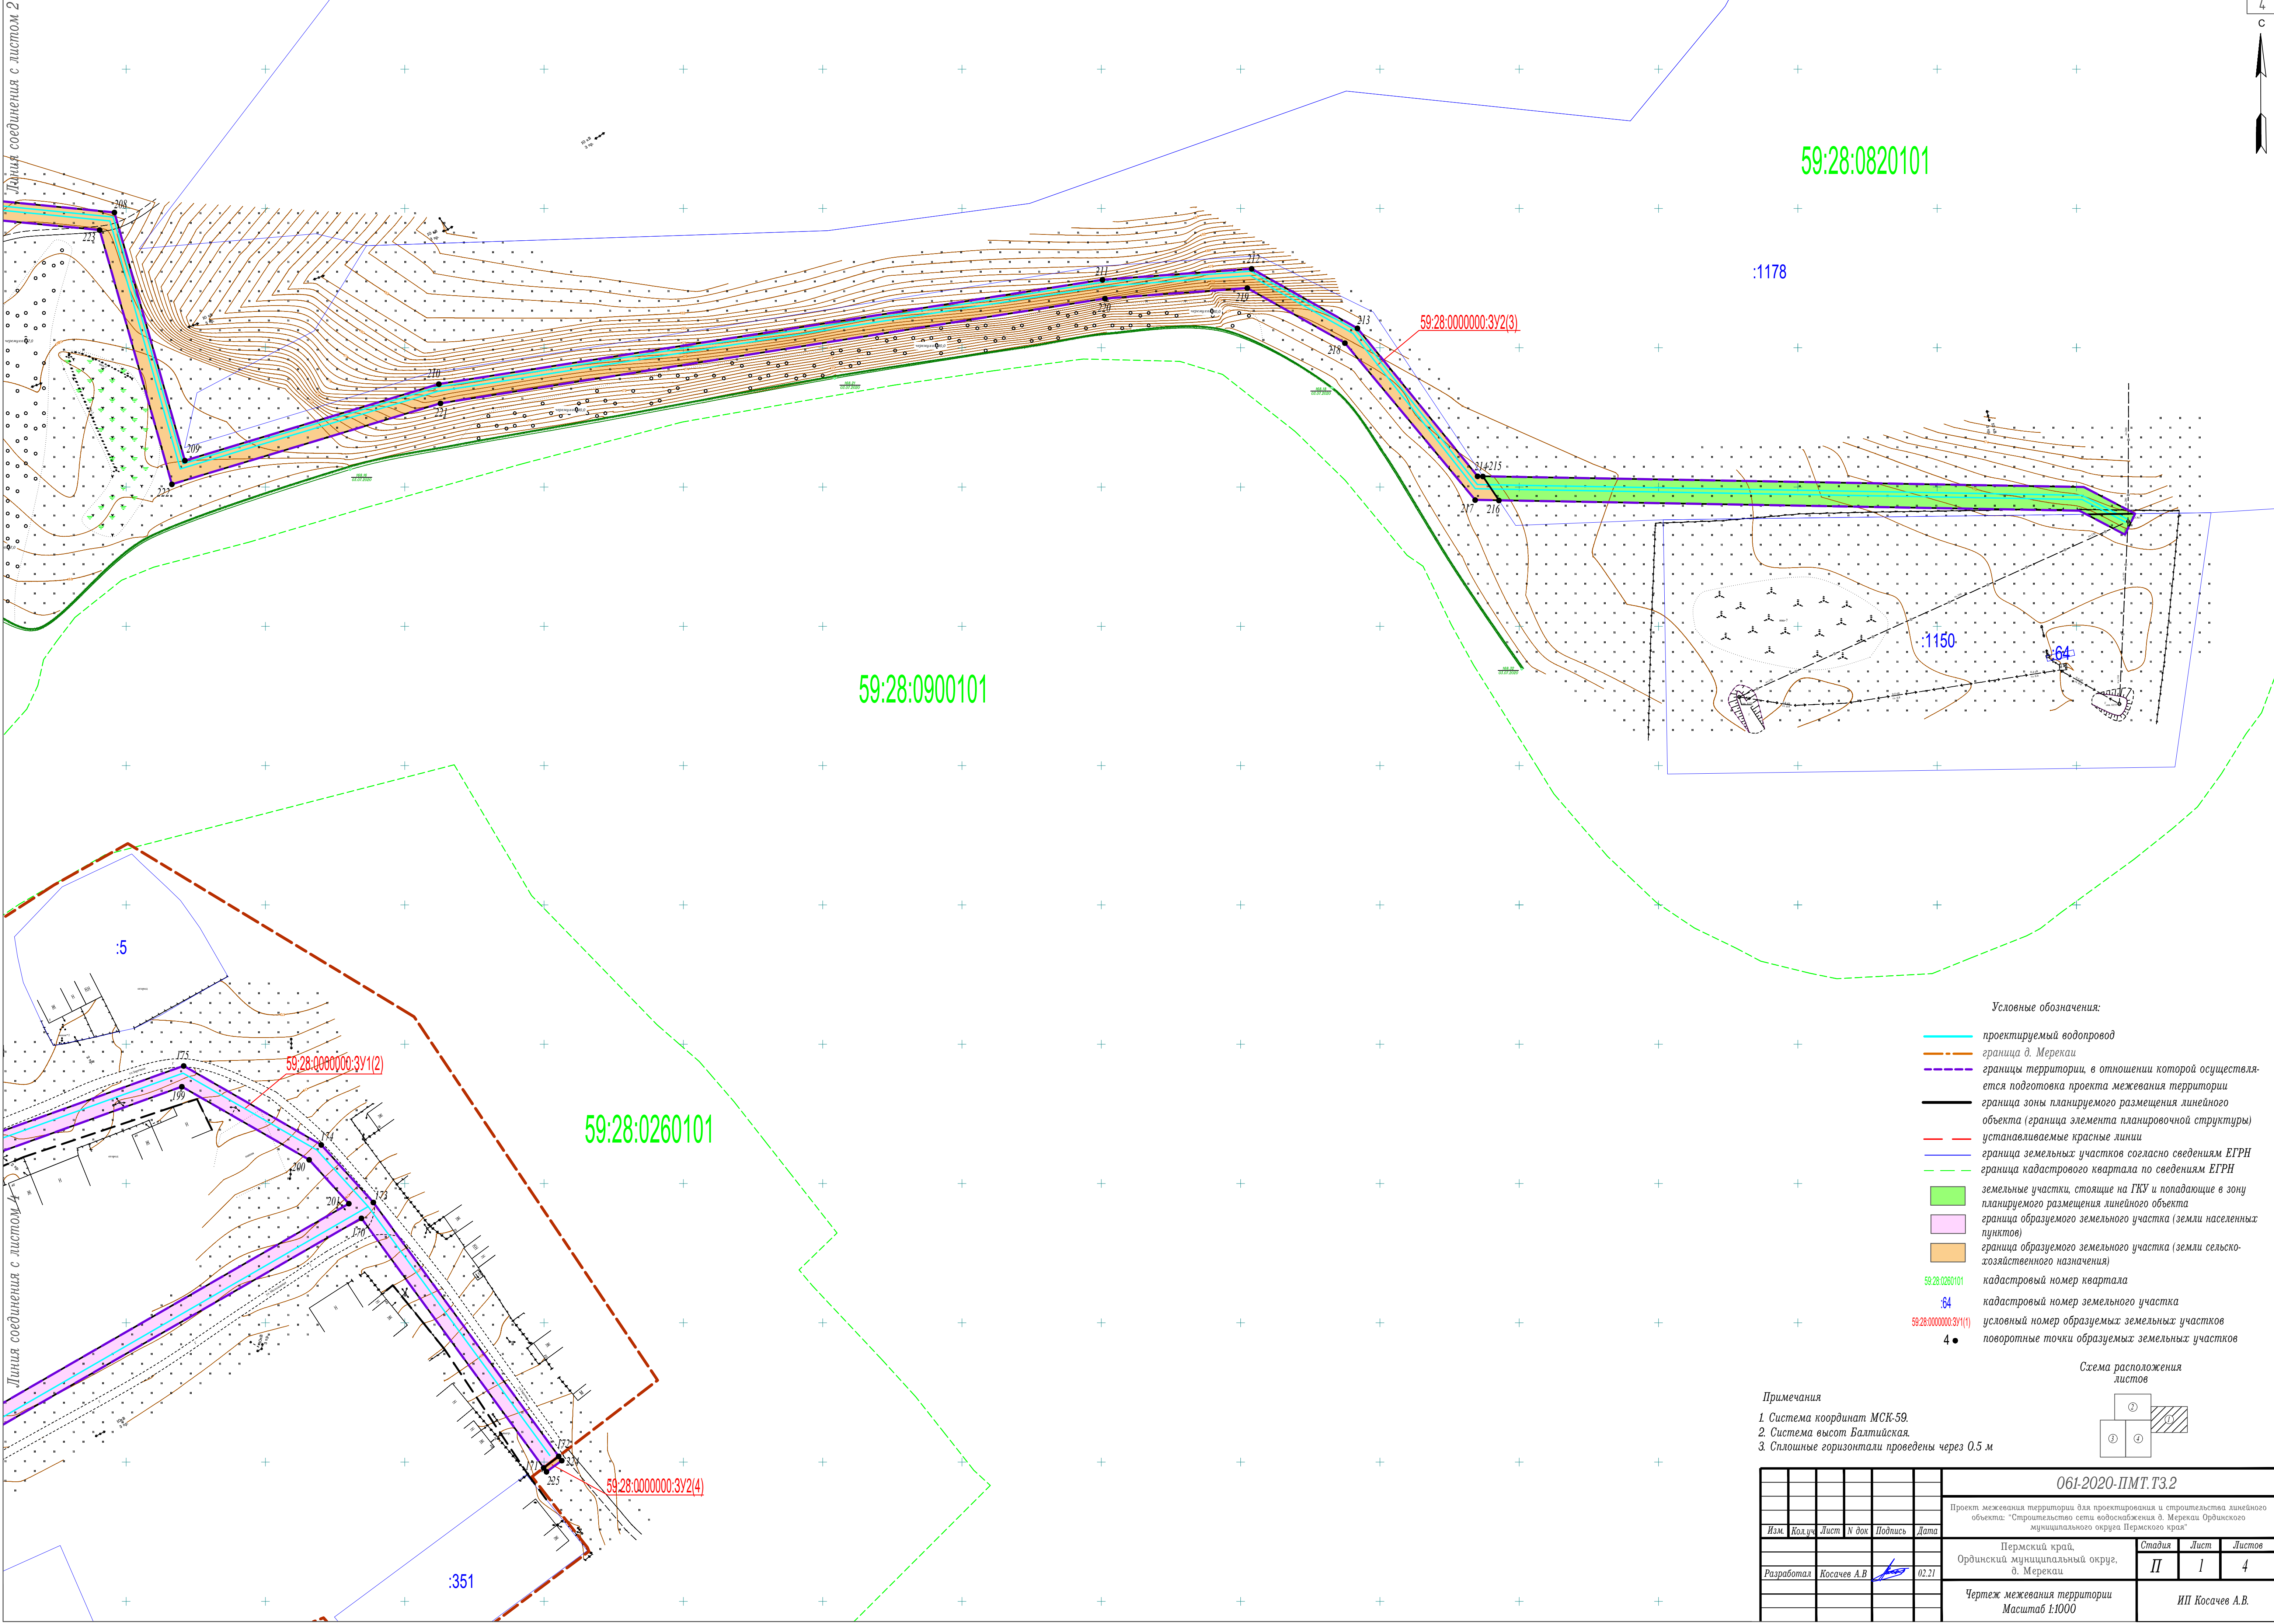 4
С
Линия соединения с листом 2
59:28:0820101
:1178
208
223
209
222
210
221
211
220
212
219
213
218
59:28:0000000:ЗУ2(3)
214
215
217
216
:1150
:64
59:28:0900101
:5
175
199
59:28:0000000:ЗУ1(2)
174
200
201
173
170
59:28:0260101
Линия соединения с листом 4
172
171
224
225
59:28:0000000:ЗУ2(4)
:351
Условные обозначения:
проектируемый водопровод
граница д. Мерекаи
границы территории, в отношении которой осуществля-
ется подготовка проекта межевания территории
граница зоны планируемого размещения линейного
объекта (граница элемента планировочной структуры)
устанавливаемые красные линии
граница земельных участков согласно сведениям ЕГРН
граница кадастрового квартала по сведениям ЕГРН
земельные участки, стоящие на ГКУ и попадающие в зону
планируемого размещения линейного объекта
граница образуемого земельного участка (земли населенных
пунктов)
граница образуемого земельного участка (земли сельско-
хозяйственного назначения)
59:28:0260101 кадастровый номер квартала
:64 кадастровый номер земельного участка
59:28:0000000:ЗУ1(1) условный номер образуемых земельных участков
4 поворотные точки образуемых земельных участков
Схема расположения
листов
2
1
3
4
Примечания
1. Система координат МСК-59.
2. Система высот Балтийская.
3. Сплошные горизонтали проведены через 0.5 м
061-2020-ПМТ.ТЗ.2
Проект межевания территории для проектирования и строительства линейного
объекта: "Строительство сети водоснабжения д. Мерекаи Ординского
муниципального округа Пермского края"
Изм. Кол.уч Лист N док Подпись Дата
Пермский край,
Ординский муниципальный округ,
д. Мерекаи
Стадия Лист Листов
П 1 4
Разработал Косачев А.В 02.21
Чертеж межевания территории
Масштаб 1:1000
ИП Косачев А.В.